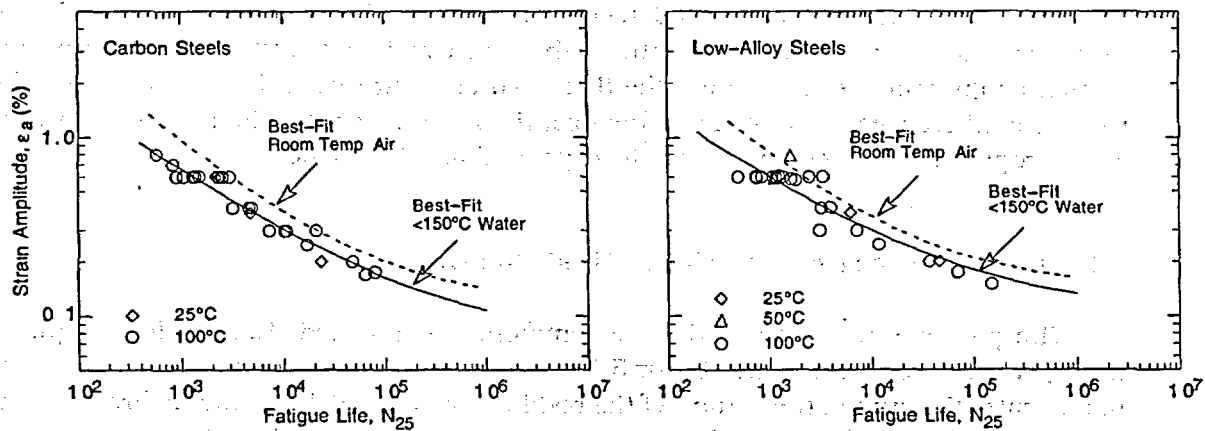 Carbon Steels
Best–Fit
Room Temp Air
Best–Fit
<150°C Water
25°C
100°C
1.0
0 1
Strain Amplitude, εa (%)
10² 10³ 10⁴ 10⁵ 10⁶ 10⁷
Fatigue Life, N25
Low–Alloy Steels
Best–Fit
Room Temp Air
Best–Fit
<150°C Water
25°C
50°C
100°C
10² 10³ 10⁴ 10⁵ 10⁶ 10⁷
Fatigue Life, N25